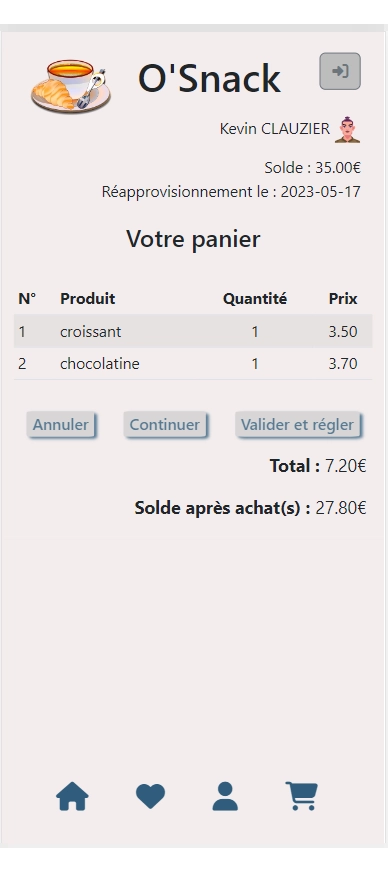 O'Snack
Kevin CLAUZIER
Solde : 35.00€
Réapprovisionnement le : 2023-05-17
Votre panier
N° Produit Quantité Prix
1 croissant 1 3.50
2 chocolatine 1 3.70
Annuler Continuer Valider et régler
Total : 7.20€
Solde après achat(s) : 27.80€